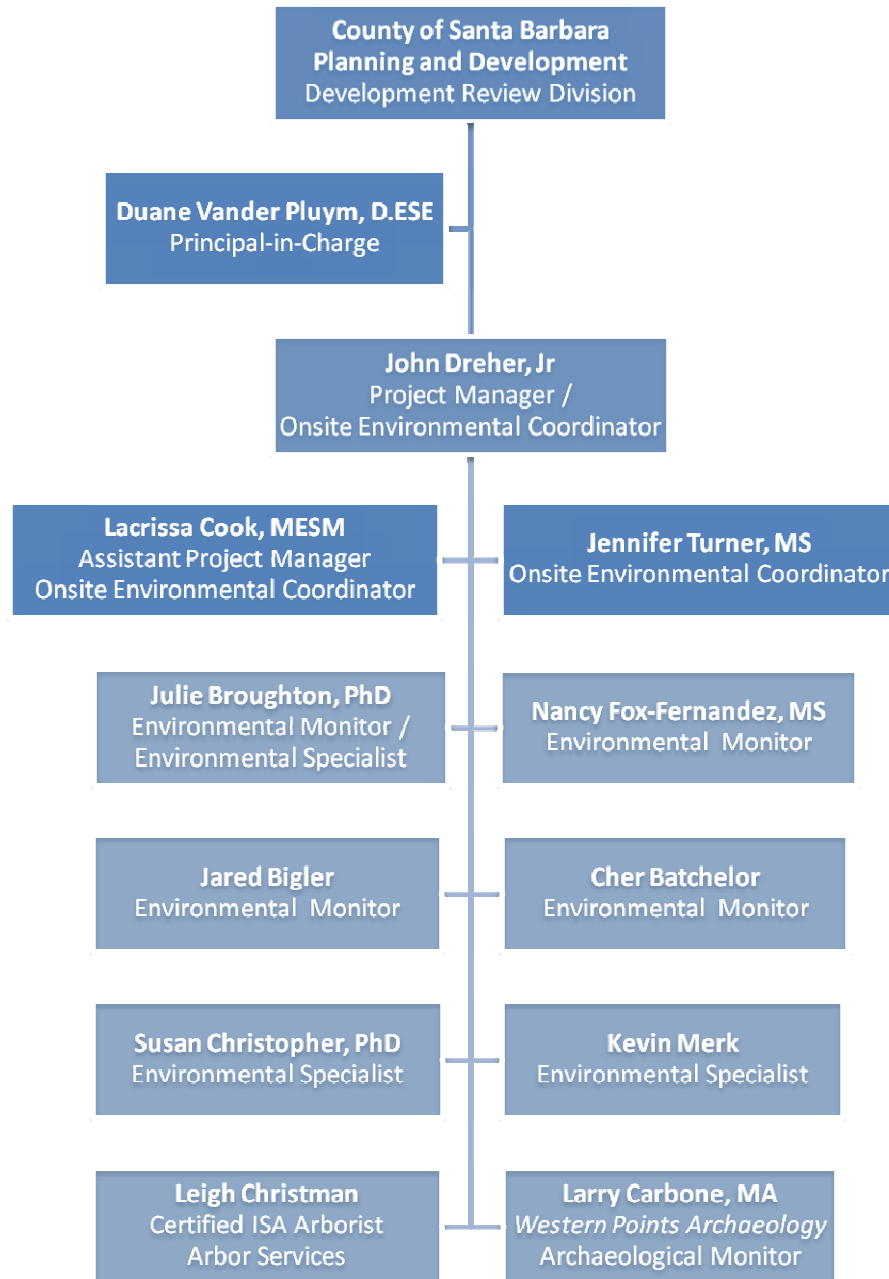 County of Santa Barbara
Planning and Development
Development Review Division
Duane Vander Pluym, D.ESE
Principal-in-Charge
John Dreher, Jr
Project Manager /
Onsite Environmental Coordinator
Lacrissa Cook, MESM
Assistant Project Manager
Onsite Environmental Coordinator
Jennifer Turner, MS
Onsite Environmental Coordinator
Julie Broughton, PhD
Environmental Monitor /
Environmental Specialist
Nancy Fox-Fernandez, MS
Environmental Monitor
Jared Bigler
Environmental Monitor
Cher Batchelor
Environmental Monitor
Susan Christopher, PhD
Environmental Specialist
Kevin Merk
Environmental Specialist
Leigh Christman
Certified ISA Arborist
Arbor Services
Larry Carbone, MA
Western Points Archaeology
Archaeological Monitor